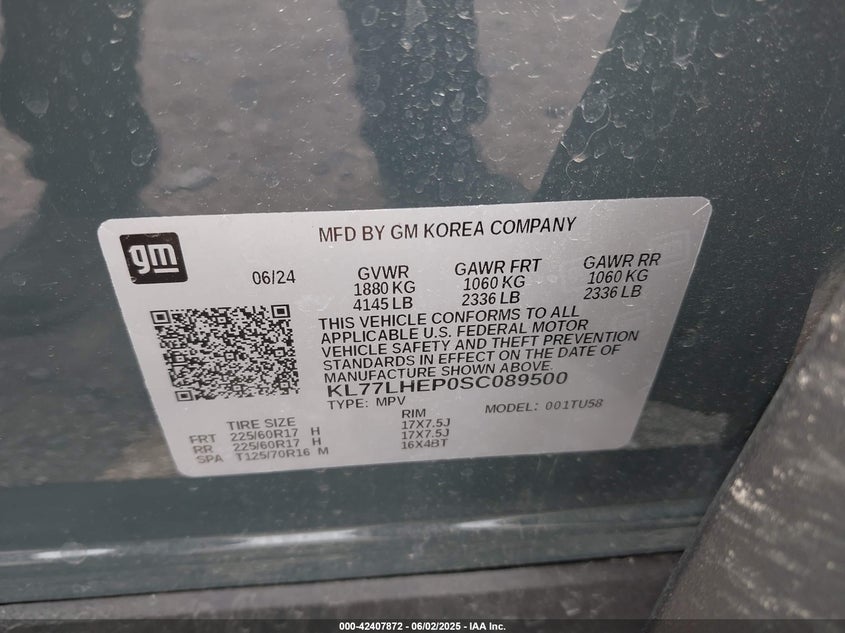 MFD BY GM KOREA COMPANY
gm
06/24
GVWR
1880 KG
4145 LB
GAWR FRT
1060 KG
2336 LB
GAWR RR
1060 KG
2336 LB
THIS VEHICLE CONFORMS TO ALL
APPLICABLE U.S. FEDERAL MOTOR
VEHICLE SAFETY AND THEFT PREVENTION
STANDARDS IN EFFECT ON THE DATE OF
MANUFACTURE SHOWN ABOVE.
KL77LHEP0SC089500
TYPE: MPV MODEL: 001TU58
TIRE SIZE RIM
FRT 225/60R17 H 17X7.5J
RR 225/60R17 H 17X7.5J
SPA T125/70R16 M 16X4BT
000-42407872 - 06/02/2025 - IAA Inc.